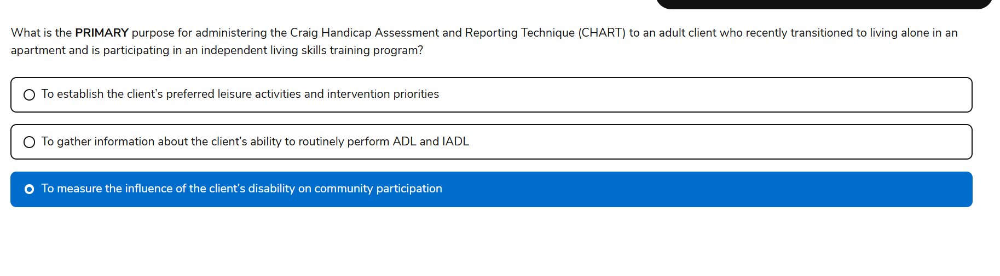 What is the PRIMARY purpose for administering the Craig Handicap Assessment and Reporting Technique (CHART) to an adult client who recently transitioned to living alone in an
apartment and is participating in an independent living skills training program?
To establish the client’s preferred leisure activities and intervention priorities
To gather information about the client’s ability to routinely perform ADL and IADL
To measure the influence of the client’s disability on community participation